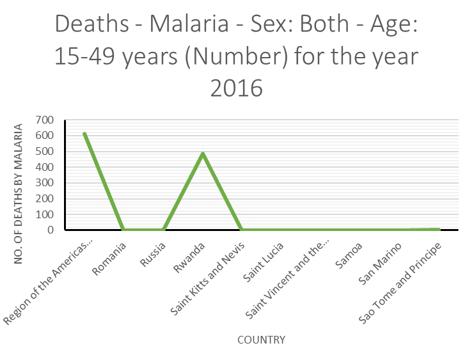 Deaths - Malaria - Sex: Both - Age:
15-49 years (Number) for the year
2016
NO. OF DEATHS BY MALARIA
700
600
500
400
300
200
100
0
Region of the Americas...
Romania
Russia
Rwanda
Saint Kitts and Nevis
Saint Lucia
Saint Vincent and the...
Samoa
San Marino
Sao Tome and Principe
COUNTRY